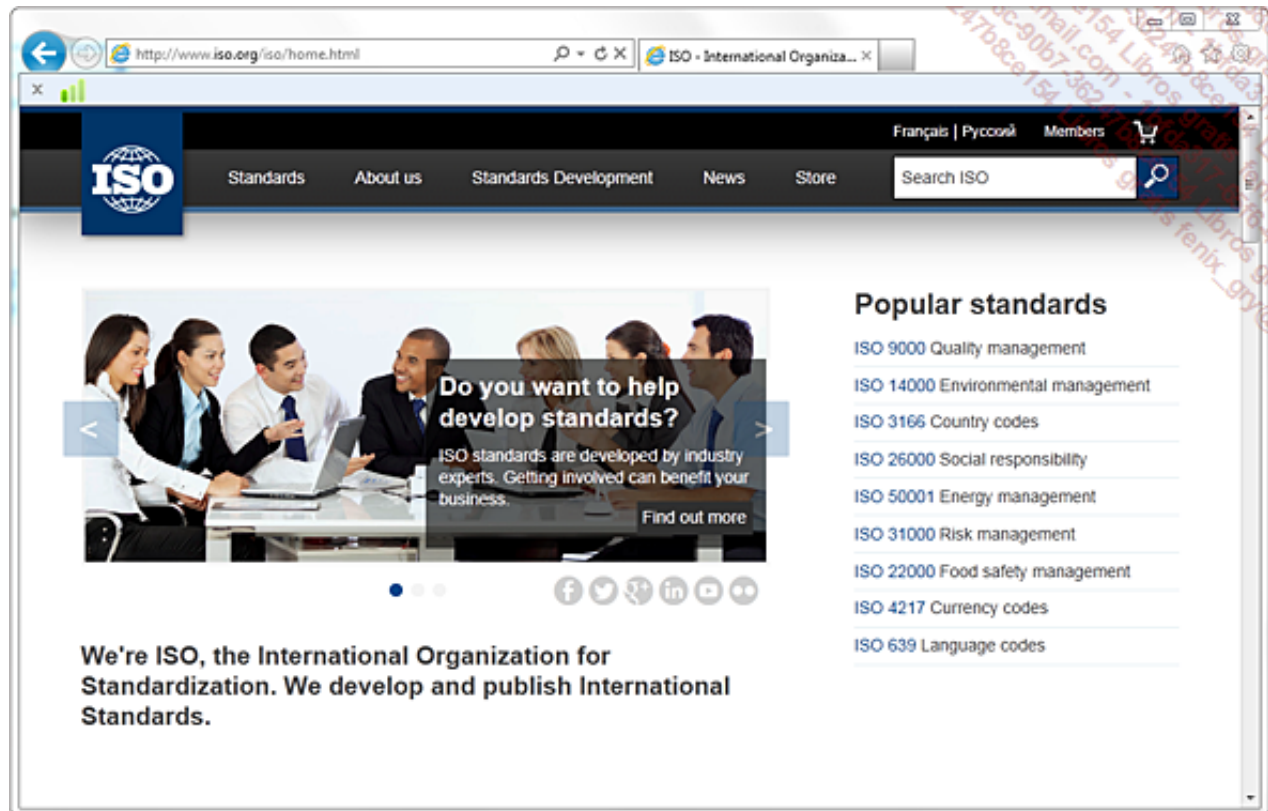 http://www.iso.org/iso/home.html
ISO - International Organiza...
Français | Русский Members
ISO
Standards About us Standards Development News Store Search ISO
Do you want to help
develop standards?
ISO standards are developed by industry
experts. Getting involved can benefit your
business.
Find out more
We're ISO, the International Organization for
Standardization. We develop and publish International
Standards.
Popular standards
ISO 9000 Quality management
ISO 14000 Environmental management
ISO 3166 Country codes
ISO 26000 Social responsibility
ISO 50001 Energy management
ISO 31000 Risk management
ISO 22000 Food safety management
ISO 4217 Currency codes
ISO 639 Language codes